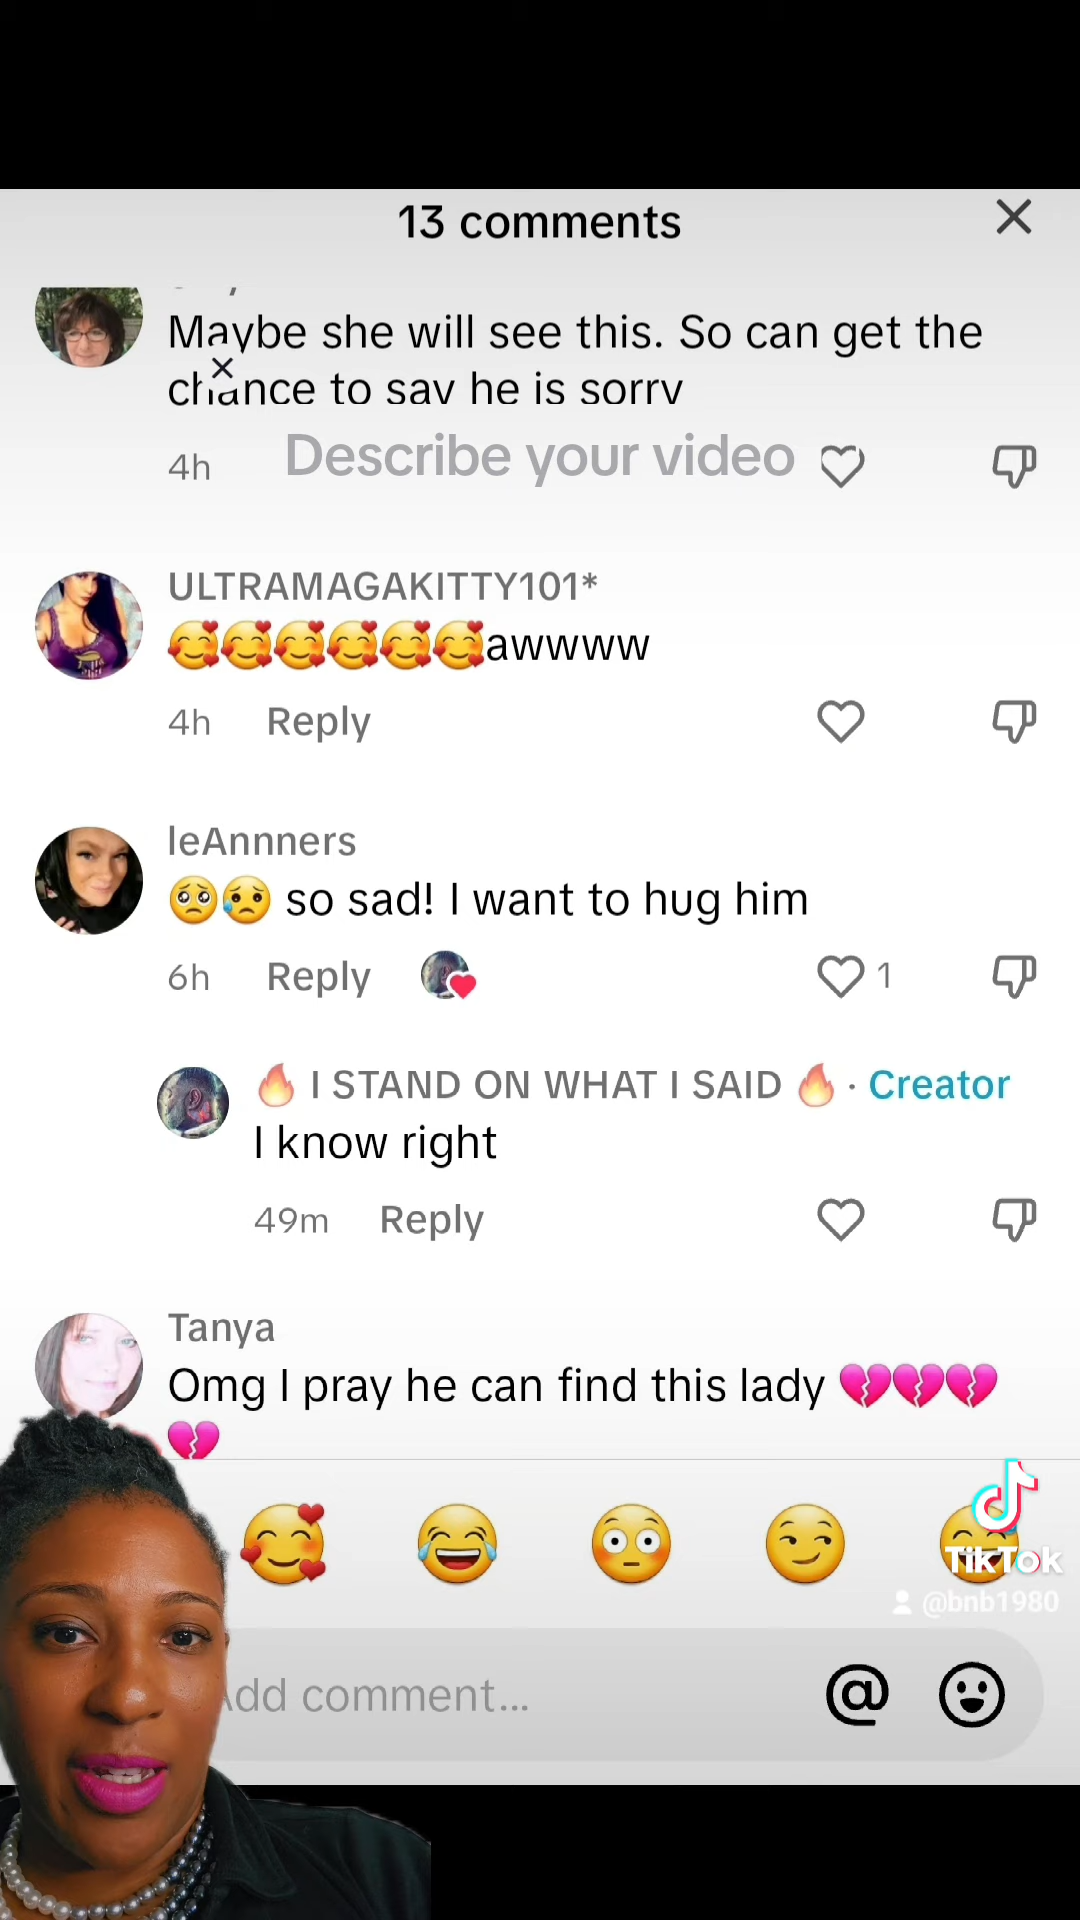 13 comments
Maybe she will see this. So can get the
chance to say he is sorry
Describe your video
4h
ULTRAMAGAKITTY101*
🥰🥰🥰🥰🥰🥰awwww
4h Reply
leAnnners
🥺😥 so sad! I want to hug him
6h Reply 1
🔥 I STAND ON WHAT I SAID 🔥 · Creator
I know right
49m Reply
Tanya
Omg I pray he can find this lady 💔💔💔
💔
TikTok
@bnb1980
Add comment...